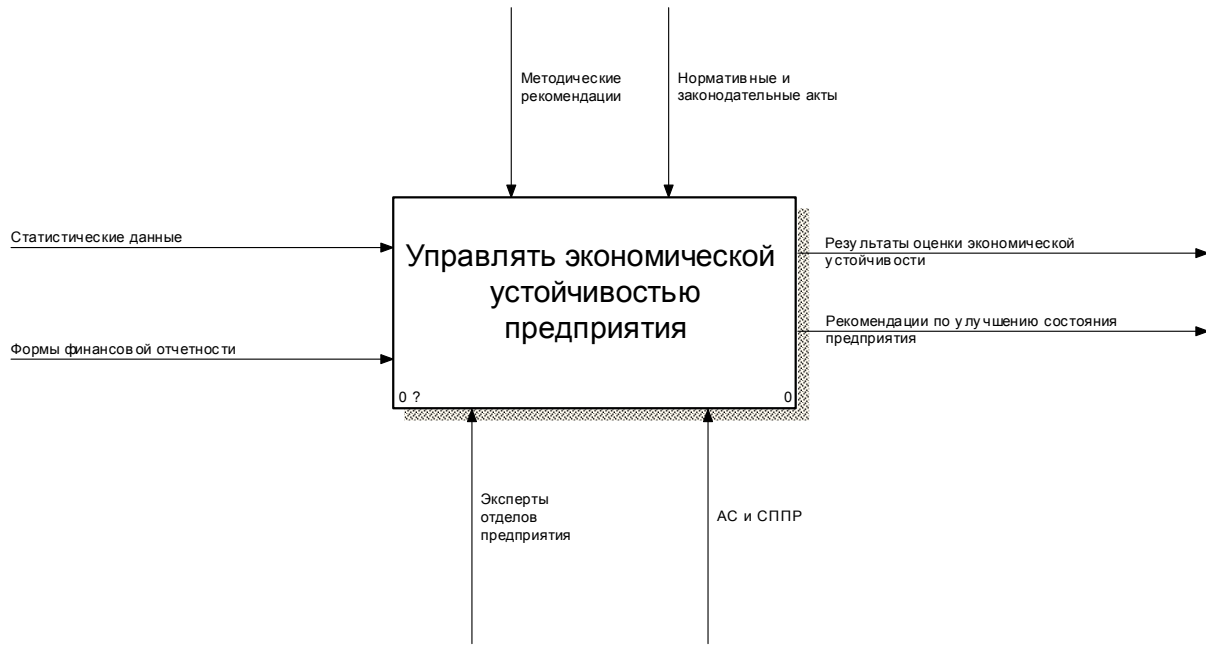 Методические
рекомендации
Нормативные и
законодательные акты
Статистические данные
Формы финансовой отчетности
Управлять экономической
устойчивостью
предприятия
0 ?
0
Результаты оценки экономической
устойчивости
Рекомендации по улучшению состояния
предприятия
Эксперты
отделов
предприятия
АС и СППР